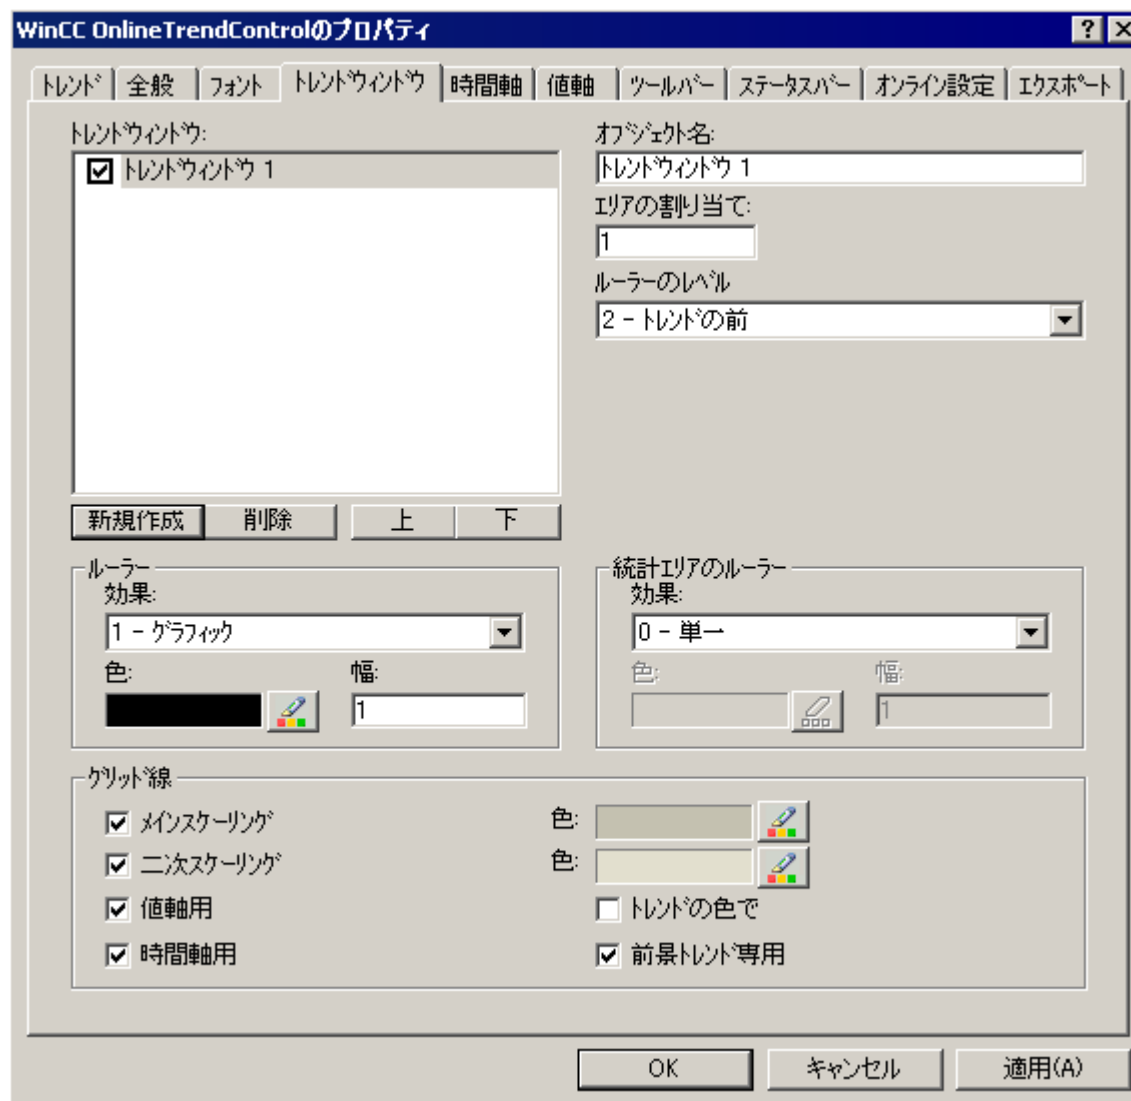 WinCC OnlineTrendControlのプロパティ
トレンド 全般 フォント トレンドウィンドウ 時間軸 値軸 ツールバー ステータスバー オンライン設定 エクスポート
トレンドウィンドウ:
トレンドウィンドウ 1
オブジェクト名:
トレンドウィンドウ 1
エリアの割り当て:
1
ルーラーのレベル
2 - トレンドの前
新規作成 削除 上 下
ルーラー
効果:
1 - グラフィック
色: 幅:
1
統計エリアのルーラー
効果:
0 - 単一
色: 幅:
1
グリッド線
メインスケーリング 色:
二次スケーリング 色:
値軸用 トレンドの色で
時間軸用 前景トレンド専用
OK キャンセル 適用(A)